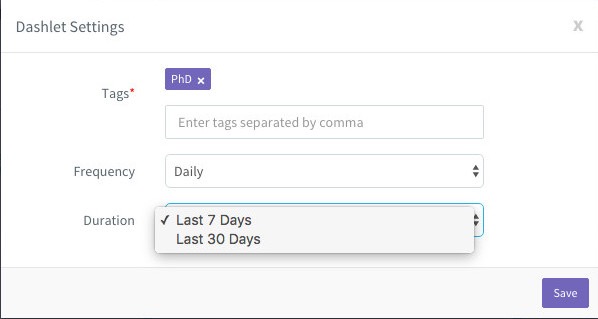 Dashlet Settings x
PhD x
Tags*
Enter tags separated by comma
Frequency Daily
Duration ✓ Last 7 Days
Last 30 Days
Save